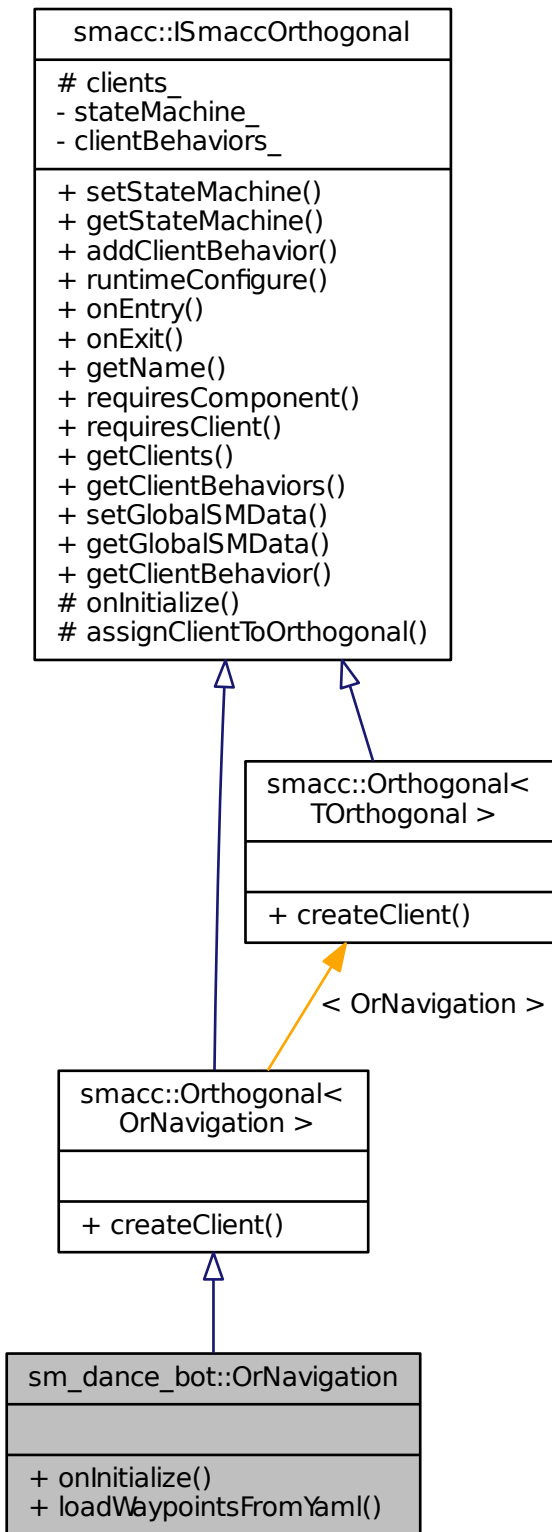 smacc::ISmaccOrthogonal
# clients_
- stateMachine_
- clientBehaviors_
+ setStateMachine()
+ getStateMachine()
+ addClientBehavior()
+ runtimeConfigure()
+ onEntry()
+ onExit()
+ getName()
+ requiresComponent()
+ requiresClient()
+ getClients()
+ getClientBehaviors()
+ setGlobalSMData()
+ getGlobalSMData()
+ getClientBehavior()
# onInitialize()
# assignClientToOrthogonal()
smacc::Orthogonal<
TOrthogonal >
+ createClient()
< OrNavigation >
smacc::Orthogonal<
OrNavigation >
+ createClient()
sm_dance_bot::OrNavigation
+ onInitialize()
+ loadWaypointsFromYaml()